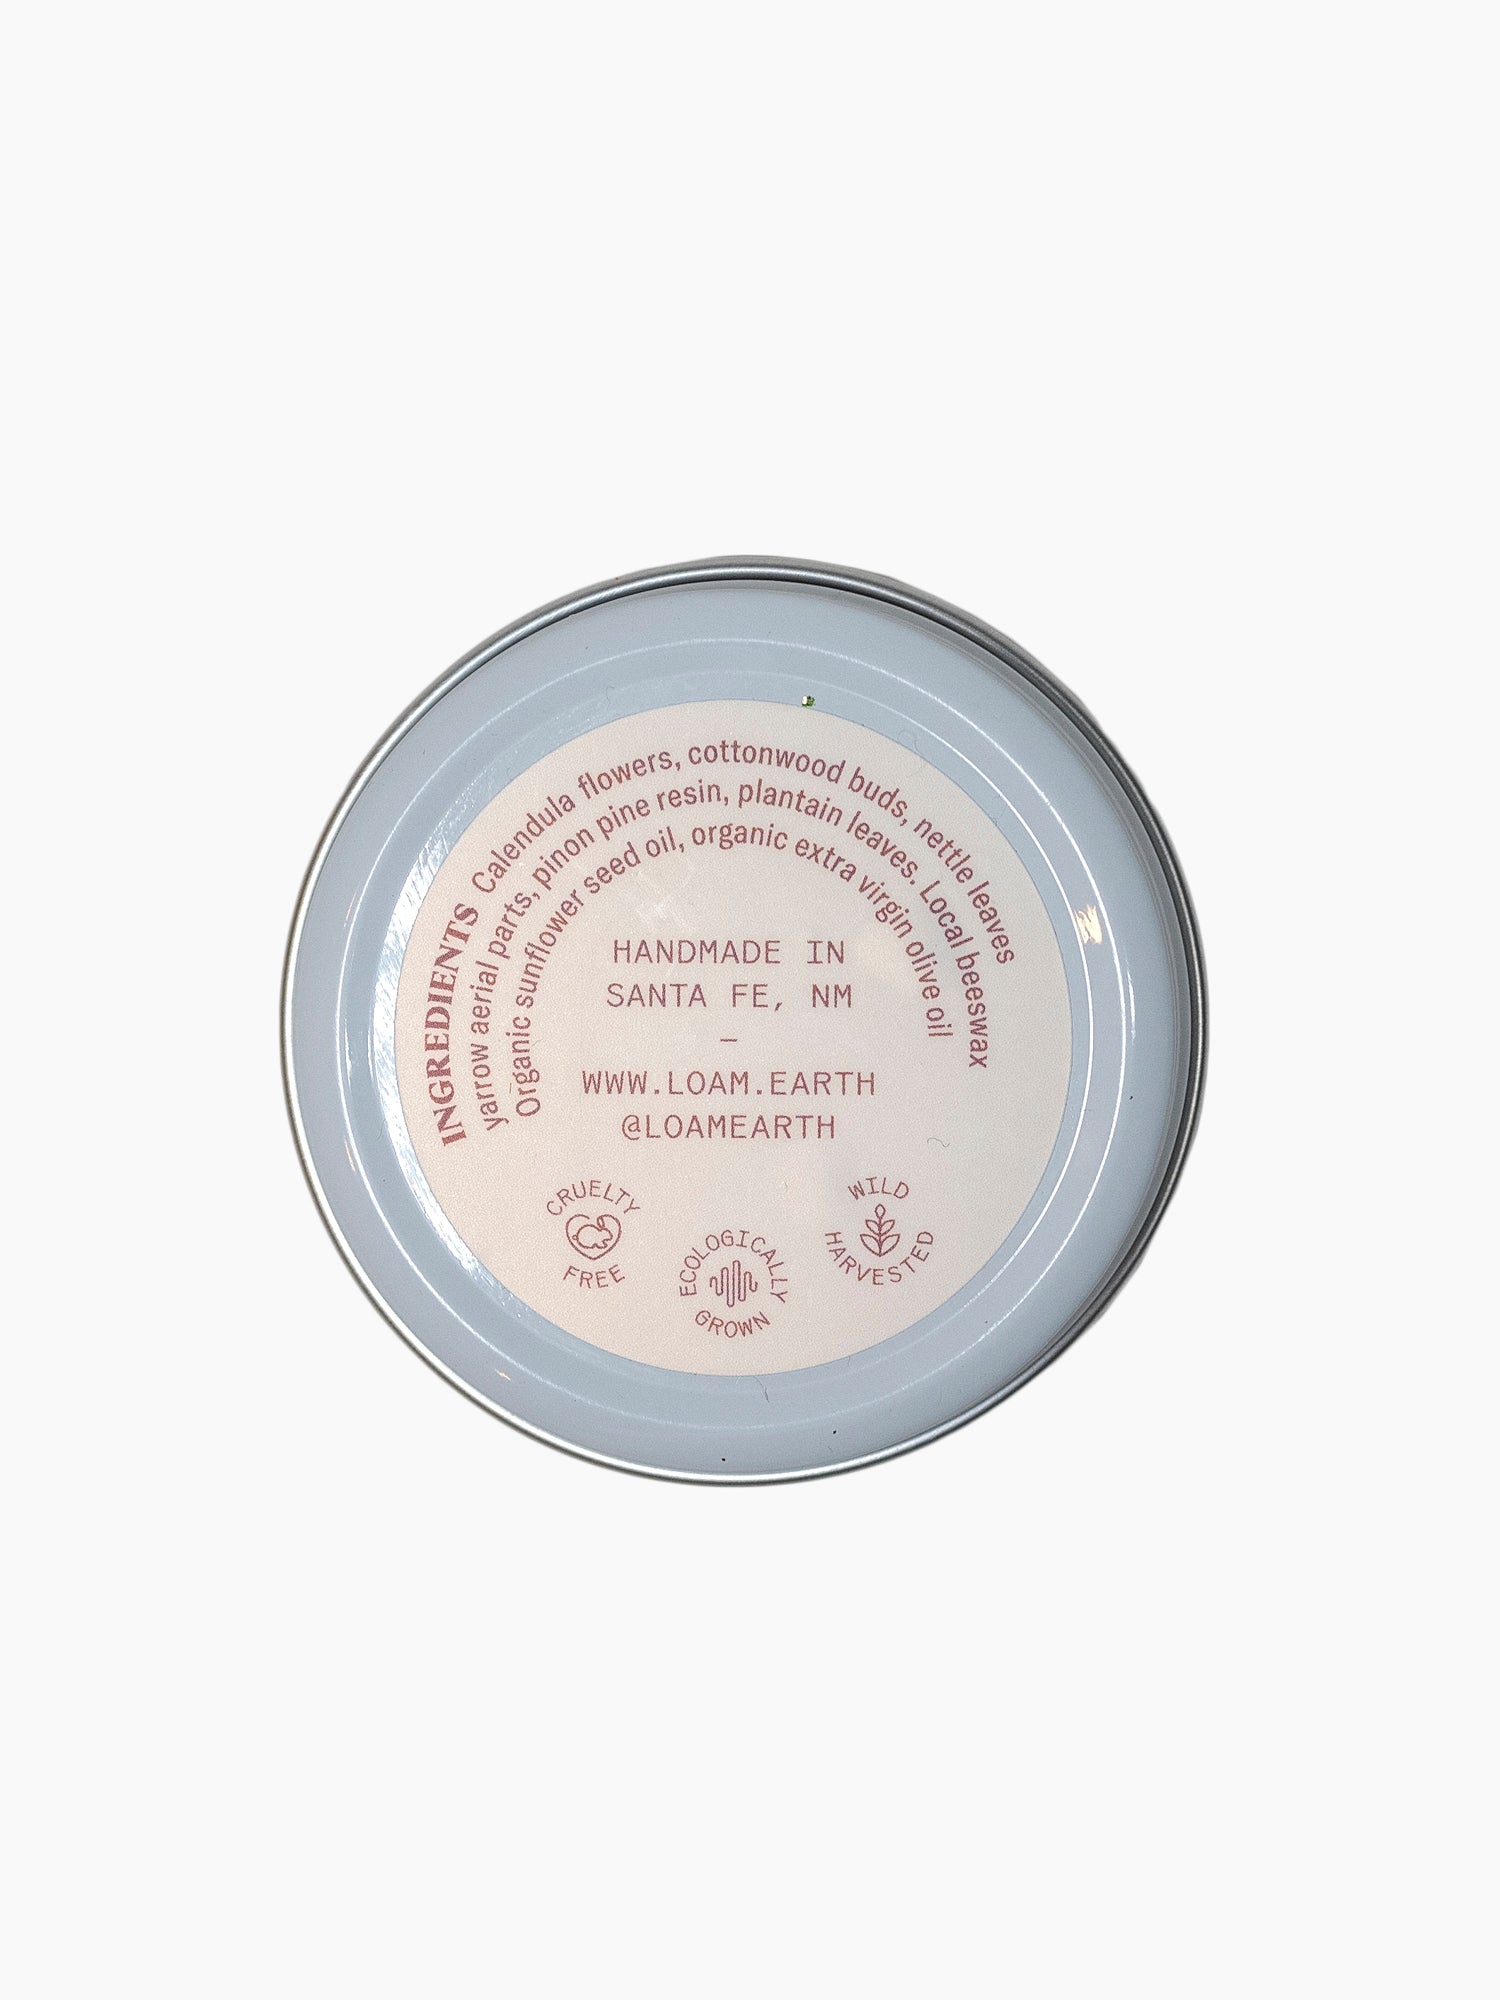 INGREDIENTS Calendula flowers, cottonwood buds, nettle leaves
yarrow aerial parts, pinon pine resin, plantain leaves. Local beeswax
Organic sunflower seed oil, organic extra virgin olive oil
HANDMADE IN
SANTA FE, NM
–
WWW.LOAM.EARTH
@LOAMEARTH
CRUELTY
FREE
ECOLOGICALLY
GROWN
WILD
HARVESTED